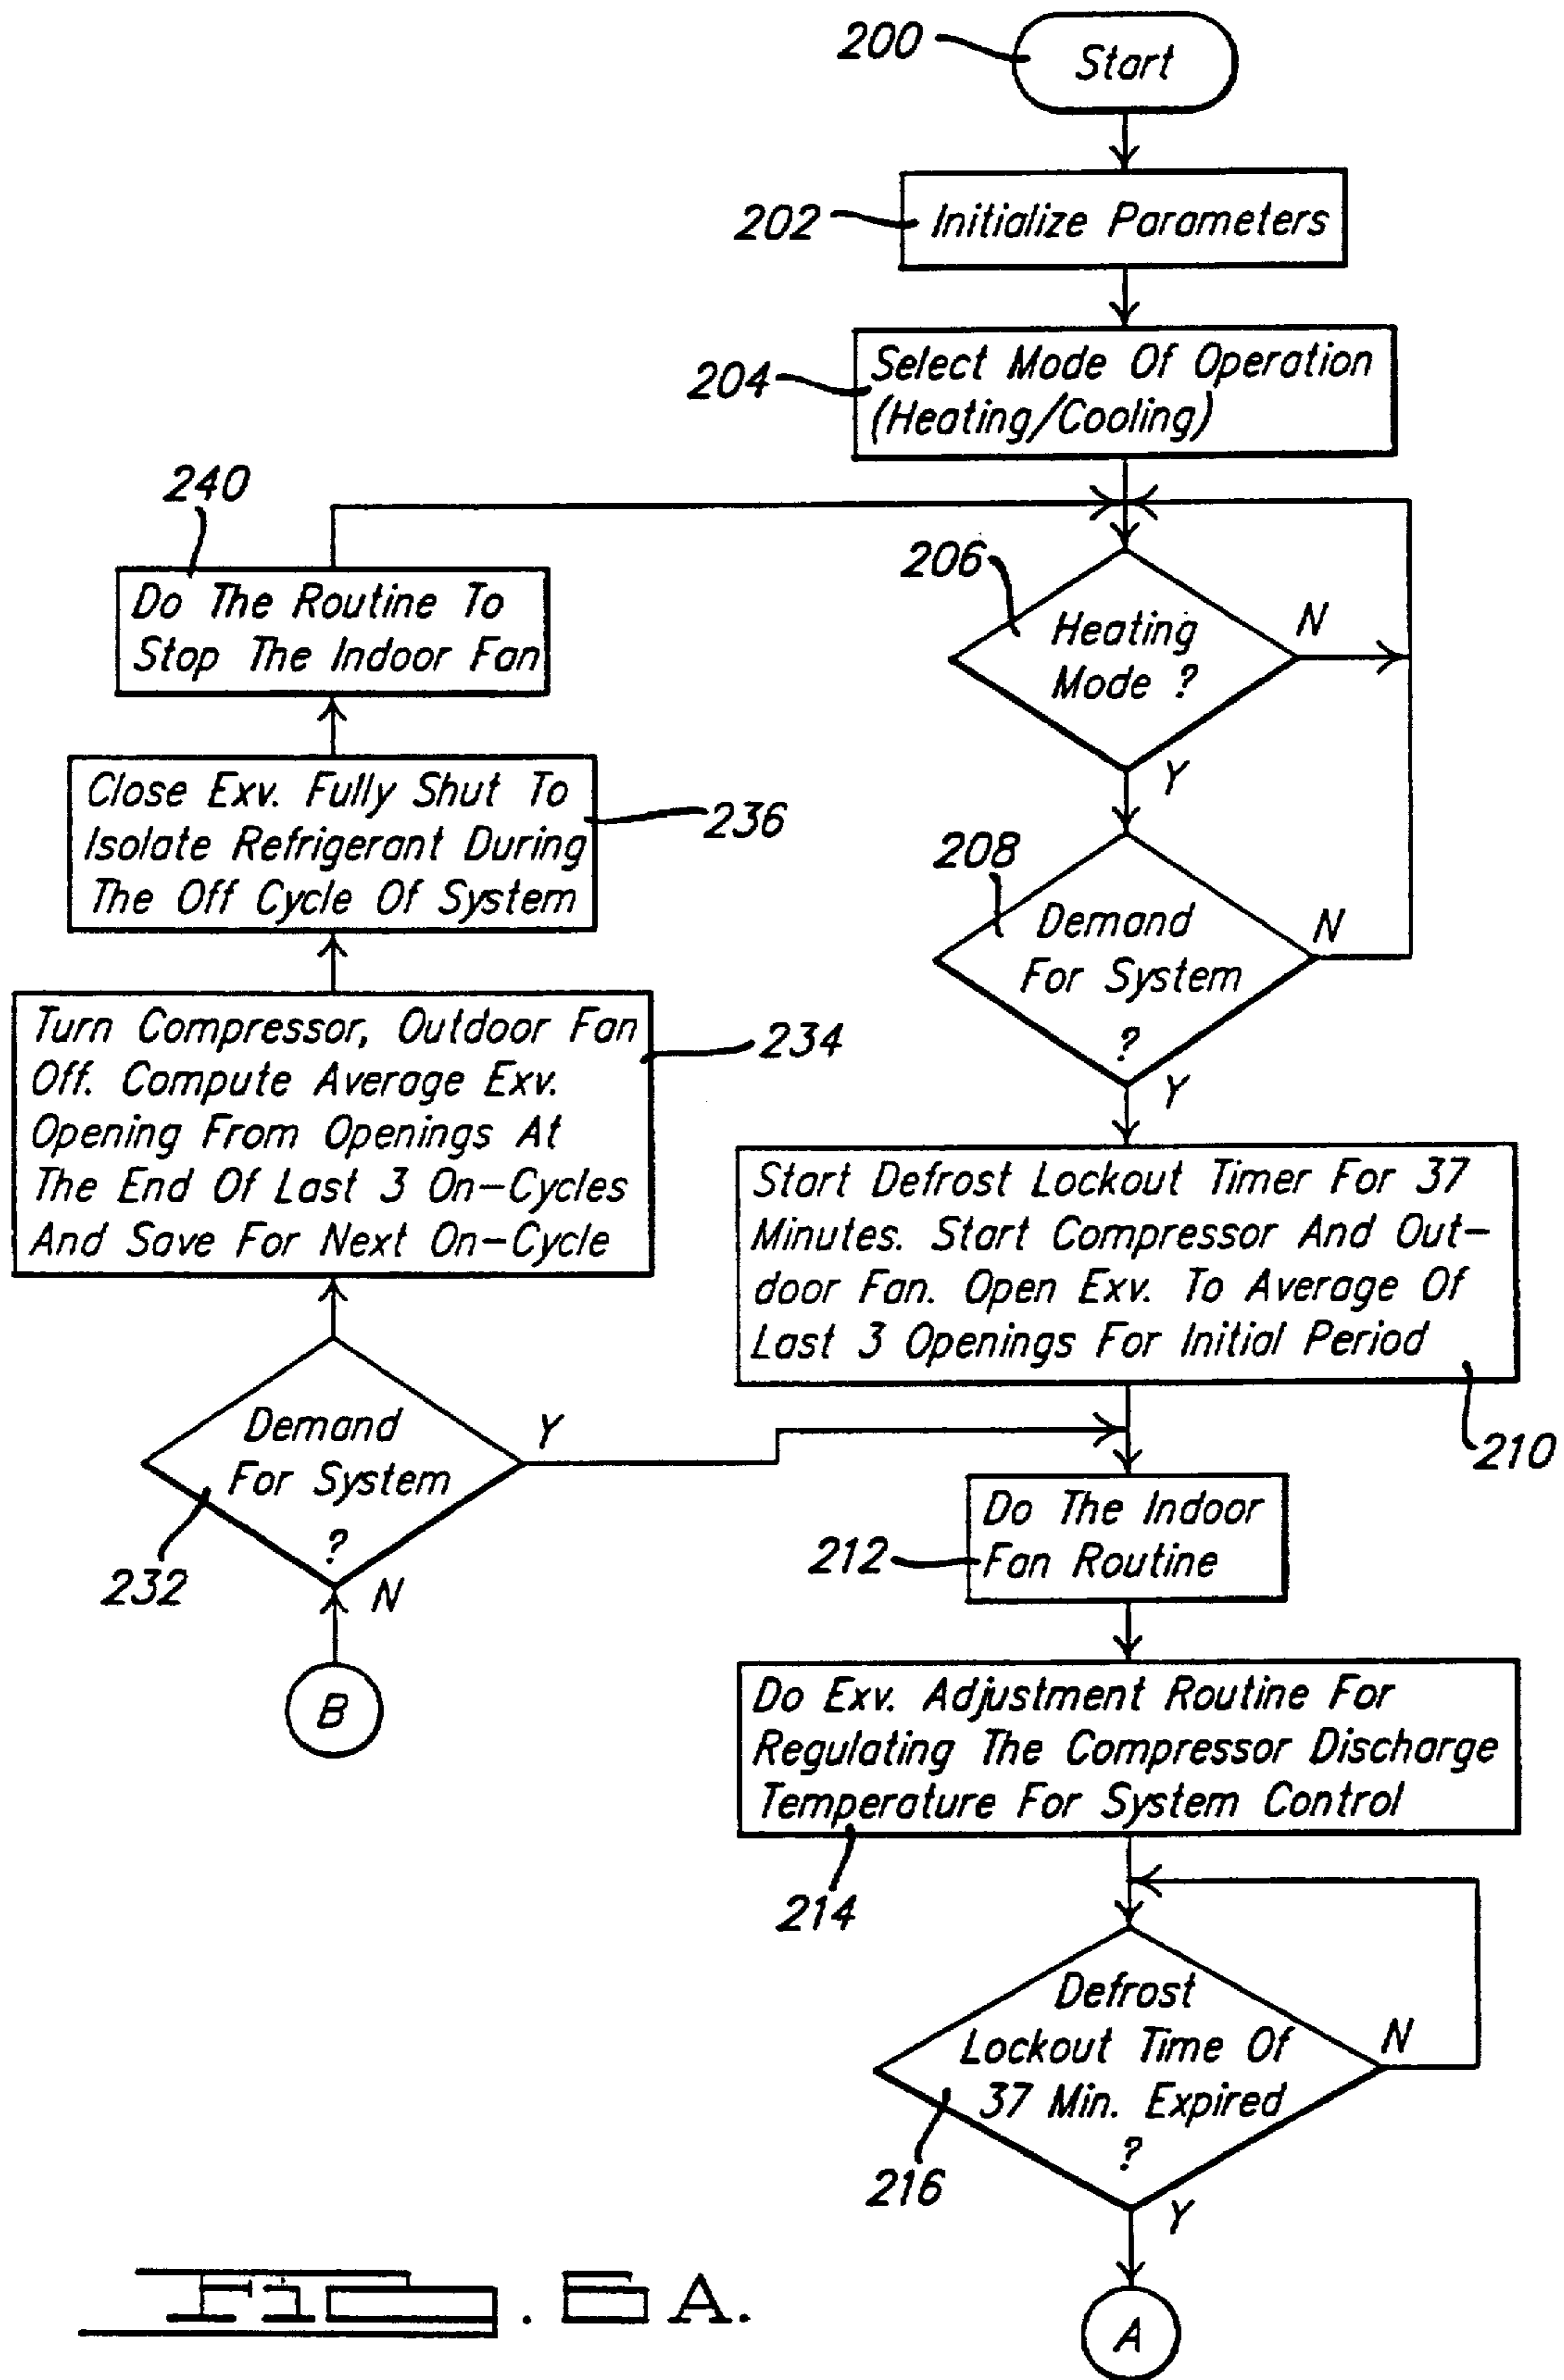 200
Start
202
Initialize Parameters
204
Select Mode Of Operation
(Heating/Cooling)
240
Do The Routine To
Stop The Indoor Fan
206
Heating
Mode ?
N
Y
Close Exv. Fully Shut To
Isolate Refrigerant During
The Off Cycle Of System
236
208
Demand
For System
?
N
Y
Turn Compressor, Outdoor Fan
Off. Compute Average Exv.
Opening From Openings At
The End Of Last 3 On-Cycles
And Save For Next On-Cycle
234
Start Defrost Lockout Timer For 37
Minutes. Start Compressor And Out-
door Fan. Open Exv. To Average Of
Last 3 Openings For Initial Period
210
Demand
For System
?
Y
232
N
B
212
Do The Indoor
Fan Routine
Do Exv. Adjustment Routine For
Regulating The Compressor Discharge
Temperature For System Control
214
Defrost
Lockout Time Of
37 Min. Expired
?
N
216
Y
A
Fig. 6A.